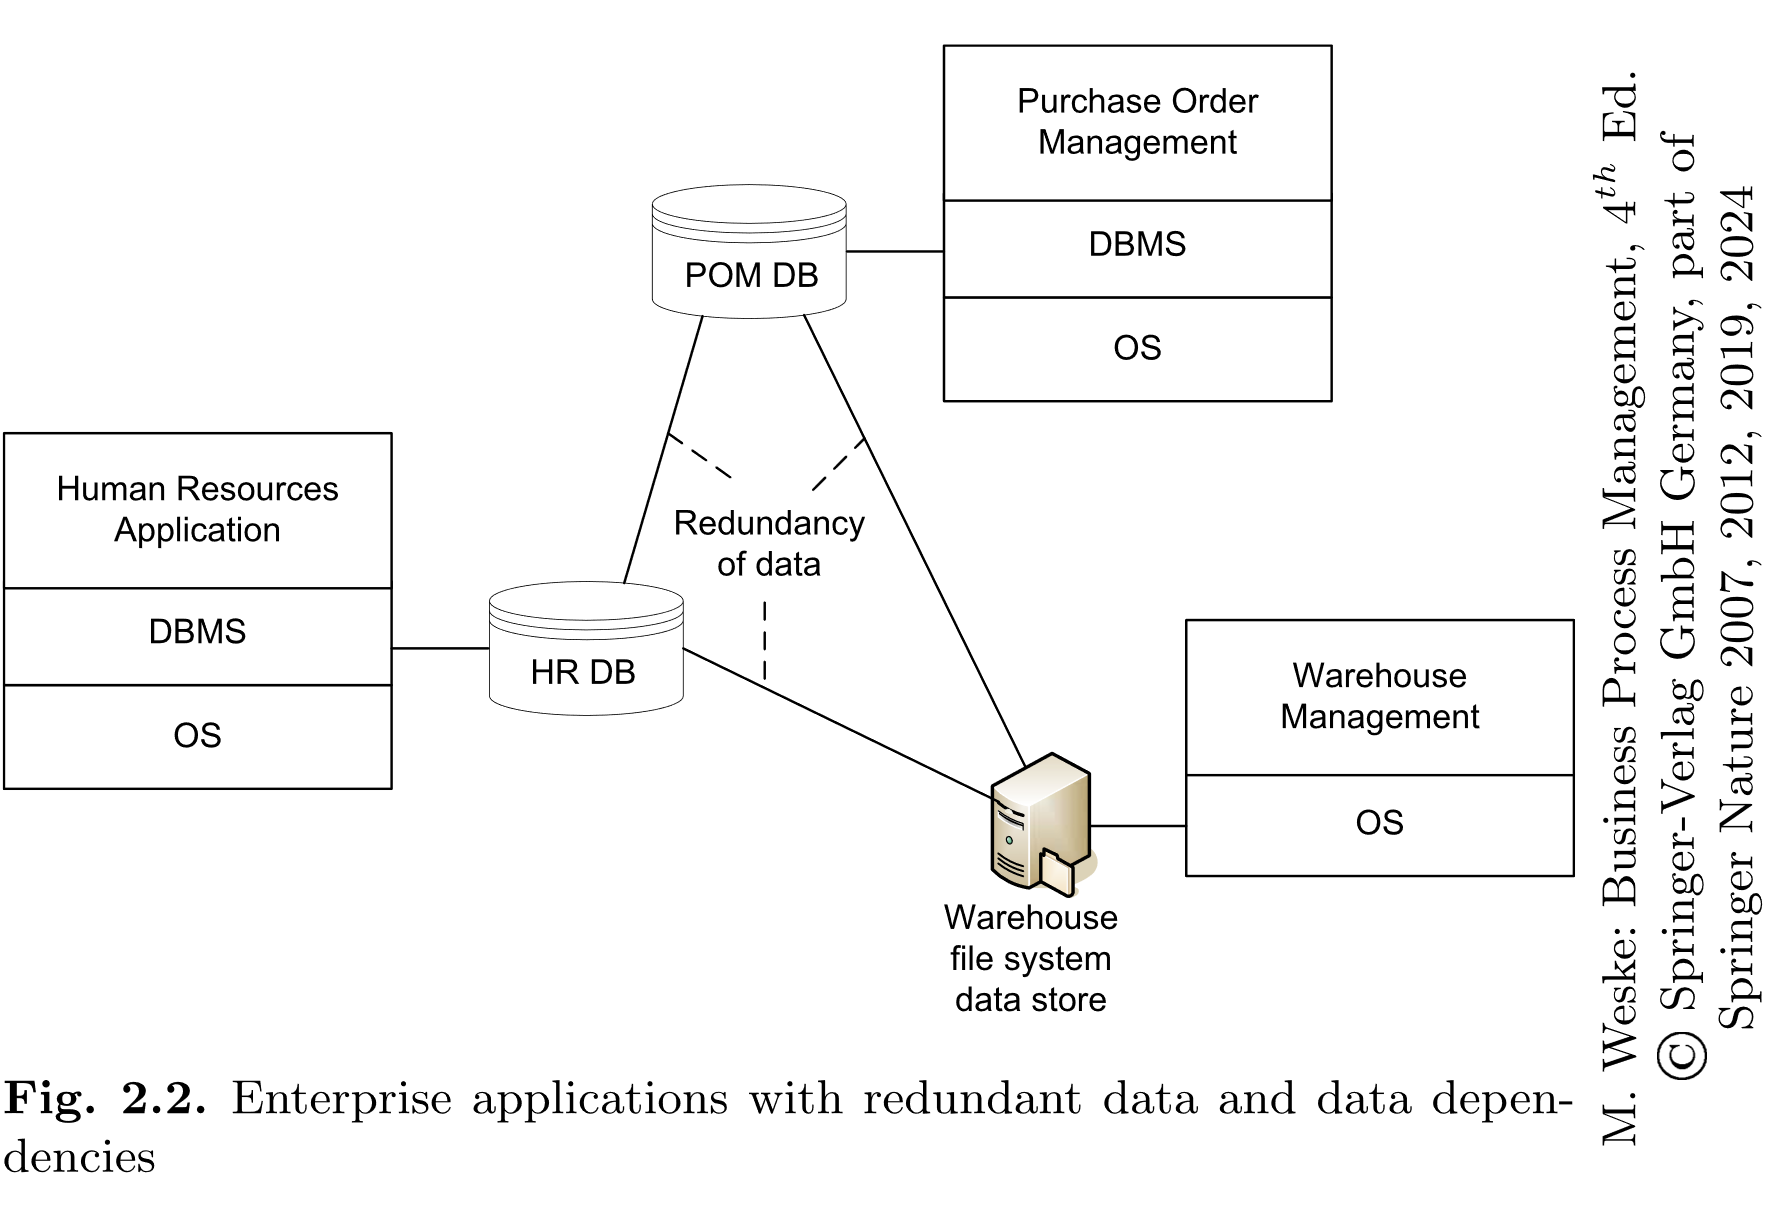 Purchase Order
Management
DBMS
OS
POM DB
Human Resources
Application
DBMS
OS
Redundancy
of data
HR DB
Warehouse
Management
OS
Warehouse
file system
data store
Fig. 2.2. Enterprise applications with redundant data and data depen-
dencies
M. Weske: Business Process Management, 4th Ed.
© Springer-Verlag GmbH Germany, part of
Springer Nature 2007, 2012, 2019, 2024